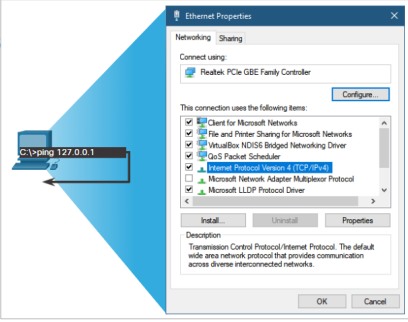 Ethernet Properties
Networking
Sharing
Connect using:
Realtek PCIe GBE Family Controller
Configure...
This connection uses the following items:
Client for Microsoft Networks
File and Printer Sharing for Microsoft Networks
VirtualBox NDIS6 Bridged Networking Driver
QoS Packet Scheduler
C:\>ping 127.0.0.1
Internet Protocol Version 4 (TCP/IPv4)
Microsoft Network Adapter Multiplexor Protocol
Microsoft LLDP Protocol Driver
Install...
Uninstall
Properties
Description
Transmission Control Protocol/Internet Protocol. The default
wide area network protocol that provides communication
across diverse interconnected networks.
OK
Cancel